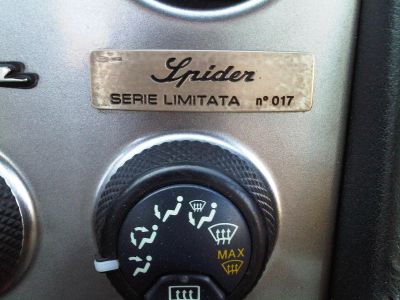 Spider
SERIE LIMITATA nº 017
MAX